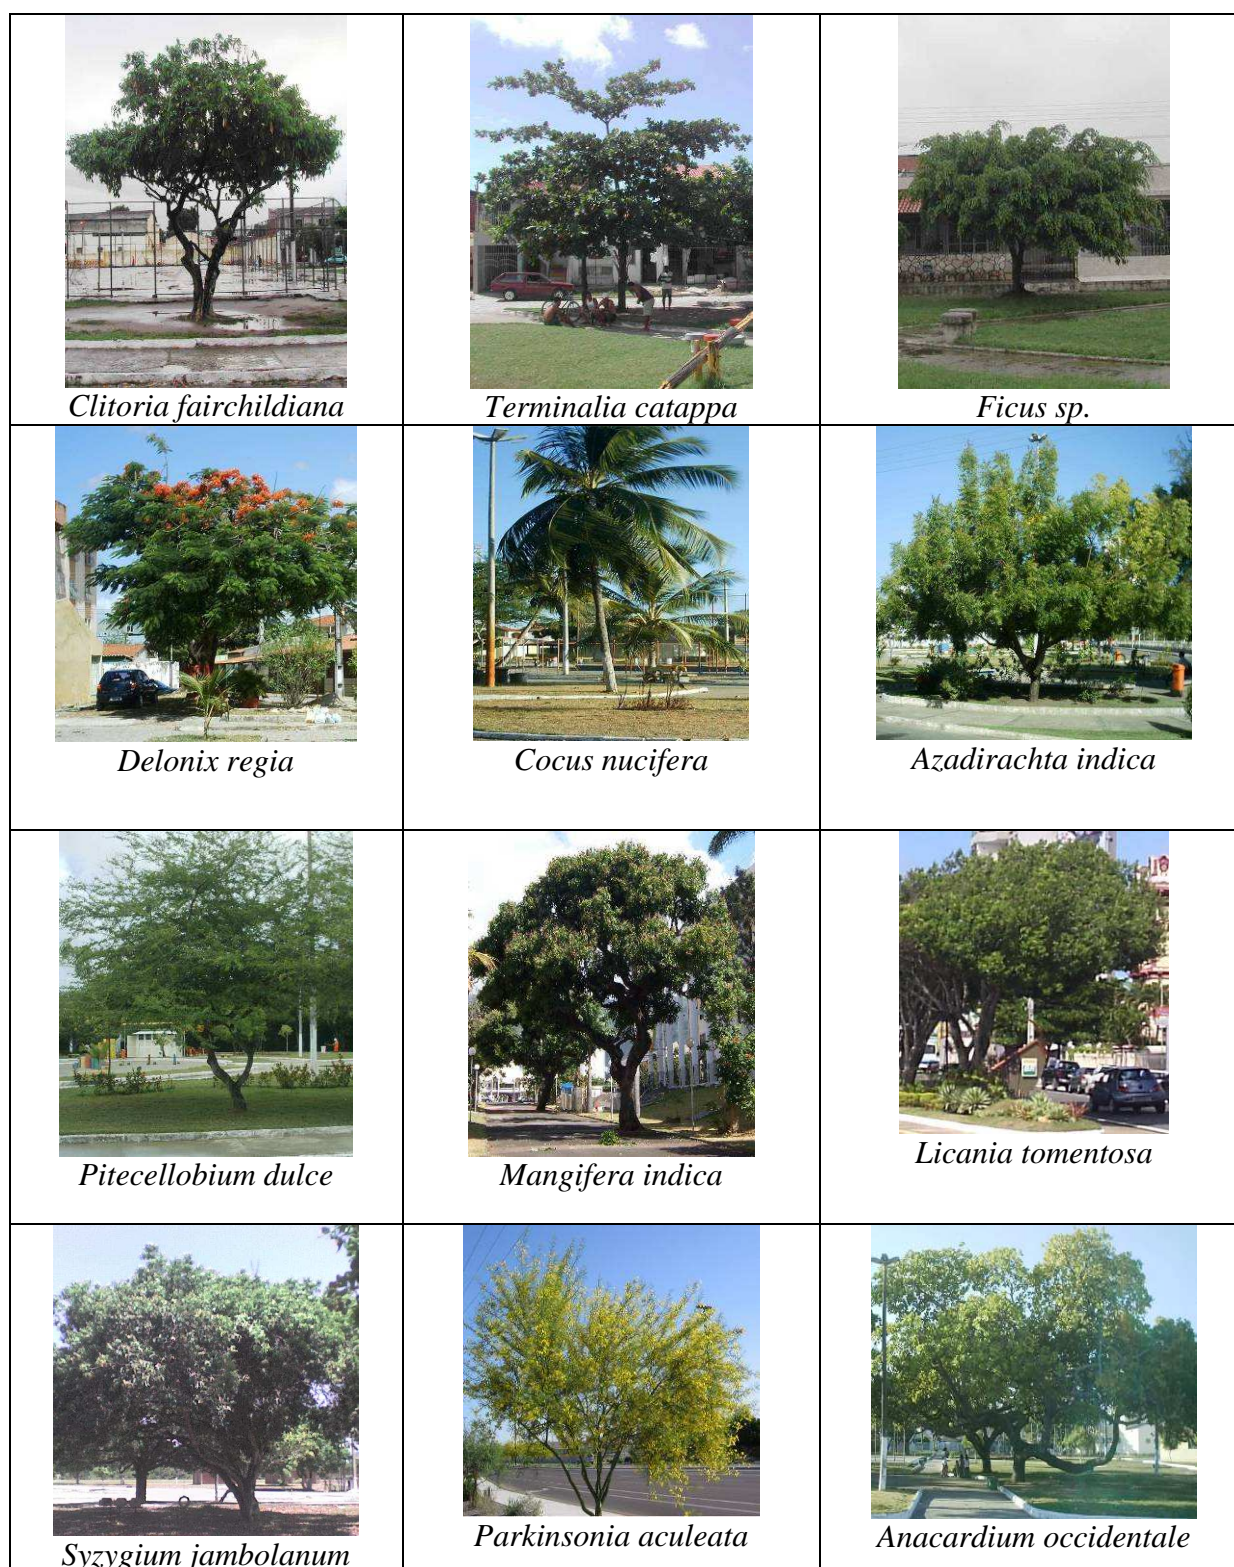 Clitoria fairchildiana
Terminalia catappa
Ficus sp.
Delonix regia
Cocus nucifera
Azadirachta indica
Pitecellobium dulce
Mangifera indica
Licania tomentosa
Syzygium jambolanum
Parkinsonia aculeata
Anacardium occidentale